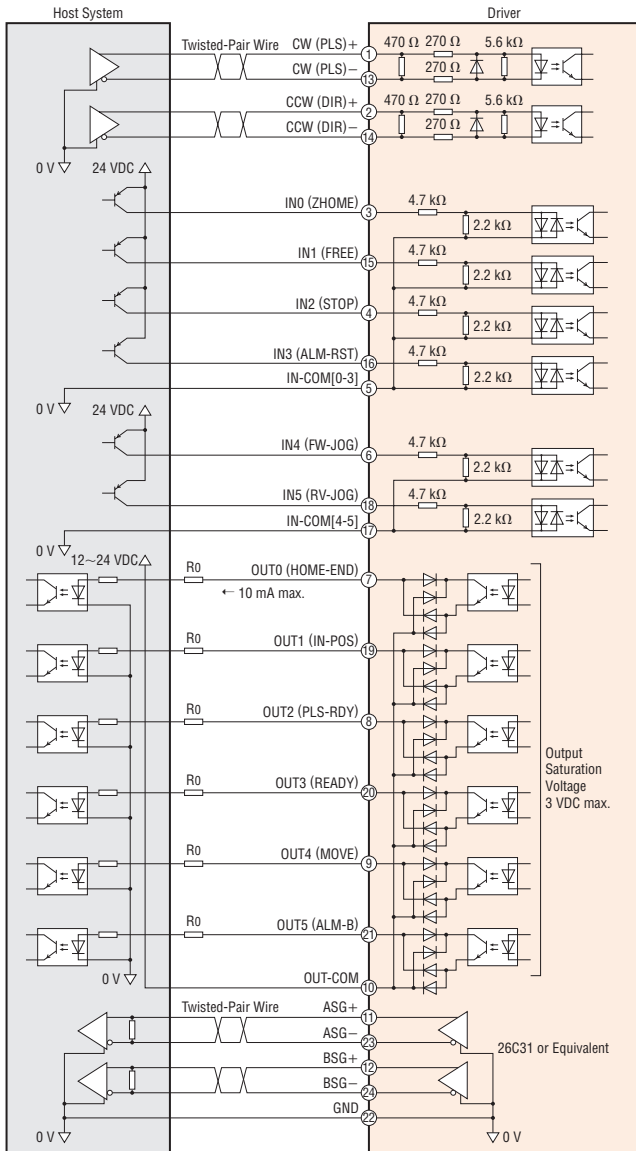 Host System
Driver
Twisted-Pair Wire
CW (PLS)+
1
470 Ω
270 Ω
5.6 kΩ
CW (PLS)−
13
270 Ω
CCW (DIR)+
2
470 Ω
270 Ω
5.6 kΩ
CCW (DIR)−
14
270 Ω
0 V
24 VDC
IN0 (ZHOME)
3
4.7 kΩ
2.2 kΩ
IN1 (FREE)
15
4.7 kΩ
2.2 kΩ
IN2 (STOP)
4
4.7 kΩ
2.2 kΩ
IN3 (ALM-RST)
16
4.7 kΩ
2.2 kΩ
IN-COM[0-3]
5
0 V
24 VDC
IN4 (FW-JOG)
6
4.7 kΩ
2.2 kΩ
IN5 (RV-JOG)
18
4.7 kΩ
2.2 kΩ
IN-COM[4-5]
17
0 V
12~24 VDC
R0
OUT0 (HOME-END)
7
← 10 mA max.
R0
OUT1 (IN-POS)
19
R0
OUT2 (PLS-RDY)
8
R0
OUT3 (READY)
20
R0
OUT4 (MOVE)
9
R0
OUT5 (ALM-B)
21
Output
Saturation
Voltage
3 VDC max.
0 V
OUT-COM
10
Twisted-Pair Wire
ASG+
11
ASG−
23
26C31 or Equivalent
BSG+
12
BSG−
24
GND
22
0 V
0 V